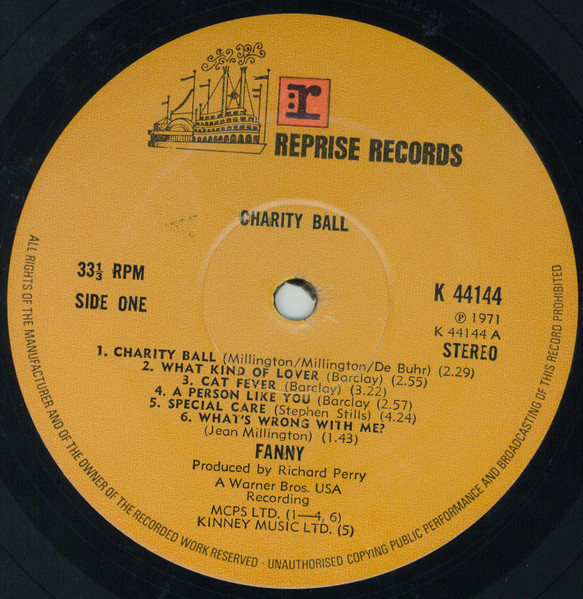 r:
REPRISE RECORDS
CHARITY BALL
33⅓ RPM
SIDE ONE
K 44144
℗ 1971
K 44144 A
STEREO
1. CHARITY BALL (Millington/Millington/De Buhr) (2.29)
2. WHAT KIND OF LOVER (Barclay) (2.55)
3. CAT FEVER (Barclay) (3.22)
4. A PERSON LIKE YOU (Barclay (2.57)
5. SPECIAL CARE (Stephen Stills) (4.24)
6. WHAT'S WRONG WITH ME?
(Jean Millington) (1.43)
FANNY
Produced by Richard Perry
A Warner Bros. USA
Recording
MCPS LTD. (1—4, 6)
KINNEY MUSIC LTD. (5)
ALL RIGHTS OF THE MANUFACTURER AND OF THE OWNER OF THE RECORDED WORK RESERVED · UNAUTHORISED COPYING PUBLIC PERFORMANCE AND BROADCASTING OF THIS RECORD PROHIBITED